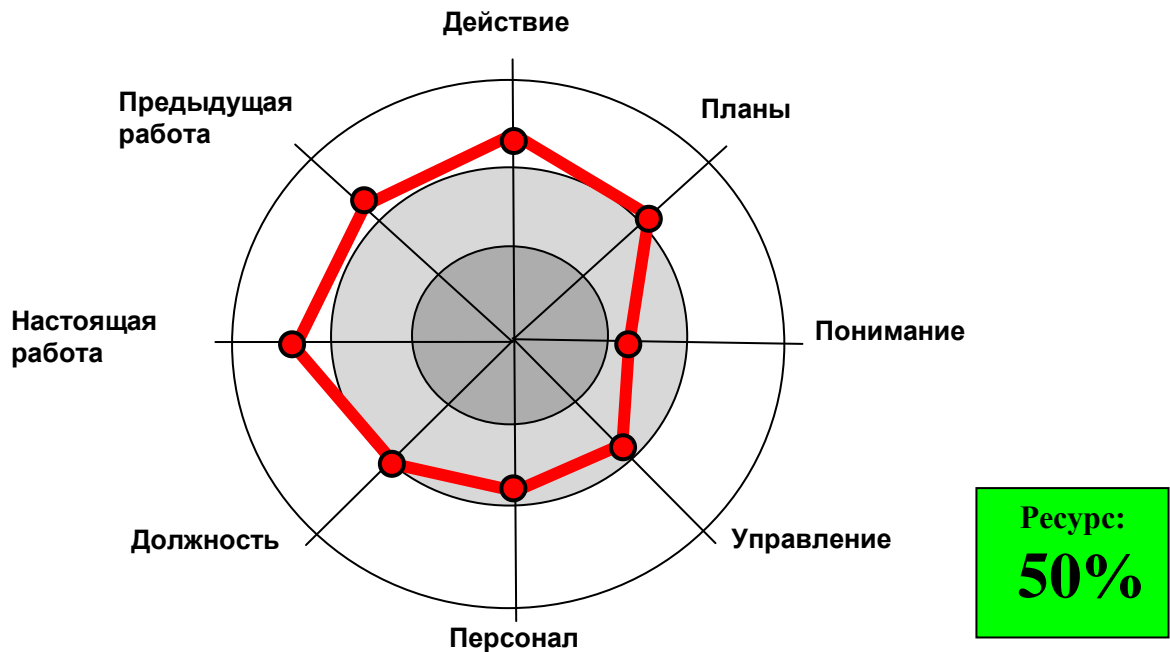 Действие
Предыдущая
работа
Планы
Настоящая
работа
Понимание
Должность
Управление
Персонал
Ресурс:
50%